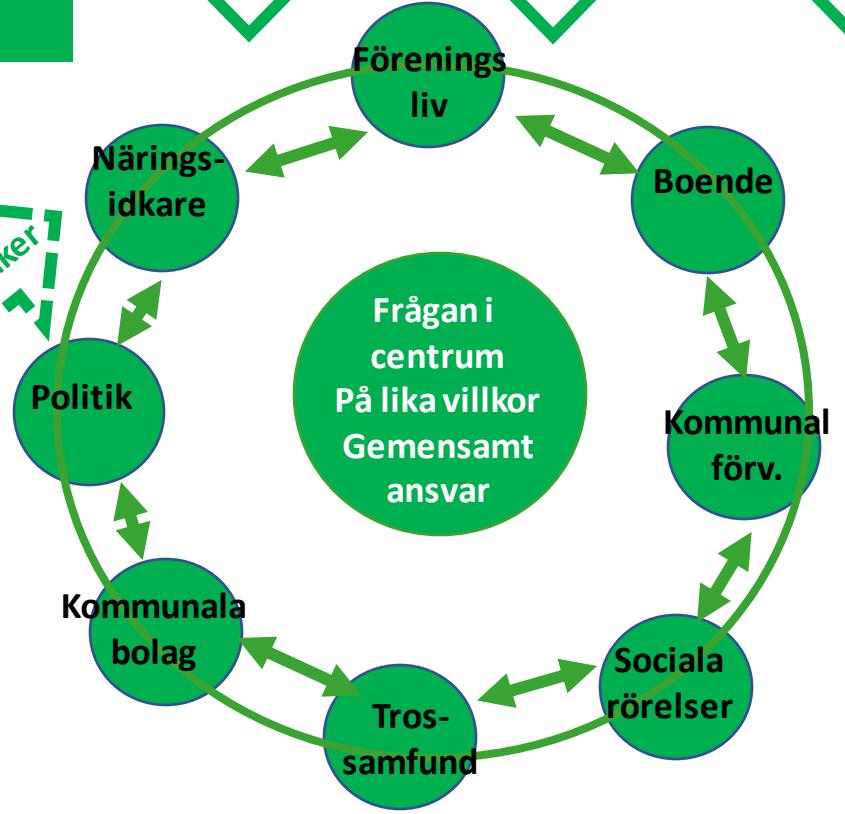 Förenings
liv
Närings-
idkare
Boende
Frågan i
centrum
På lika villkor
Gemensamt
ansvar
Politik
Kommunal
förv.
Kommunala
bolag
Sociala
rörelser
Tros-
samfund